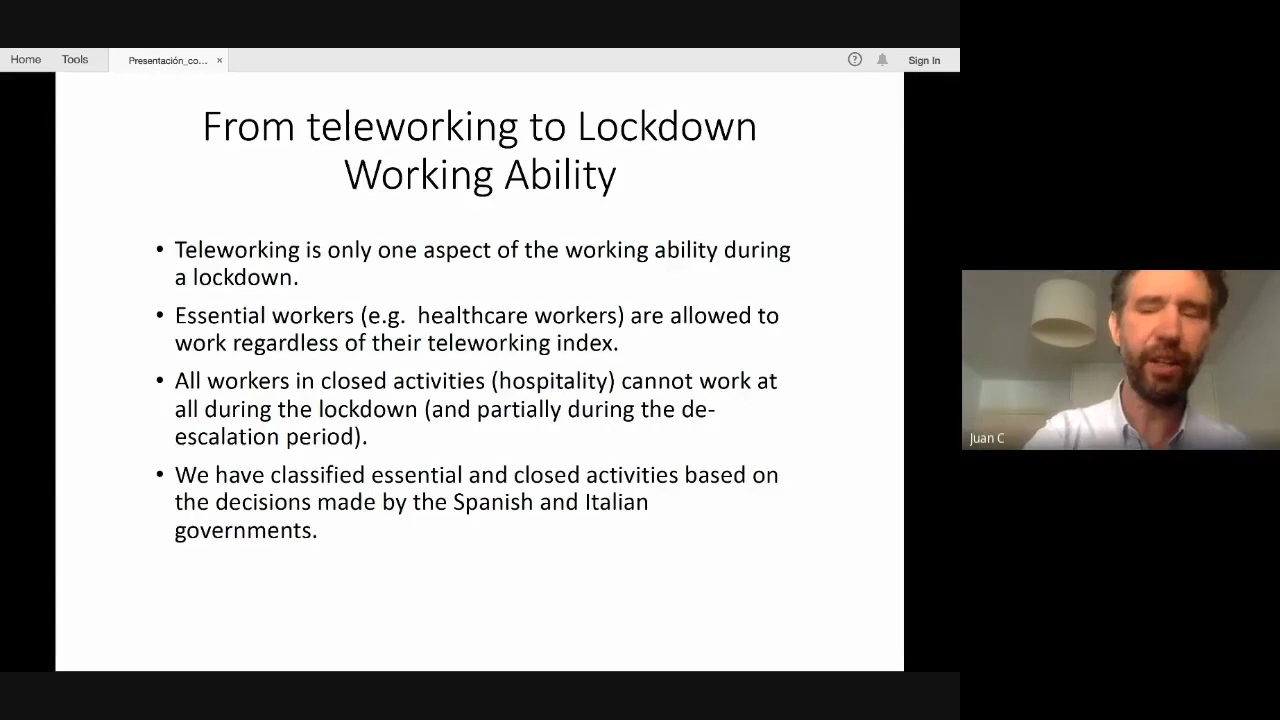 Home Tools Presentación_co... × ? Sign In
From teleworking to Lockdown
Working Ability
• Teleworking is only one aspect of the working ability during
a lockdown.
• Essential workers (e.g. healthcare workers) are allowed to
work regardless of their teleworking index.
• All workers in closed activities (hospitality) cannot work at
all during the lockdown (and partially during the de-
escalation period).
• We have classified essential and closed activities based on
the decisions made by the Spanish and Italian
governments.
Juan C